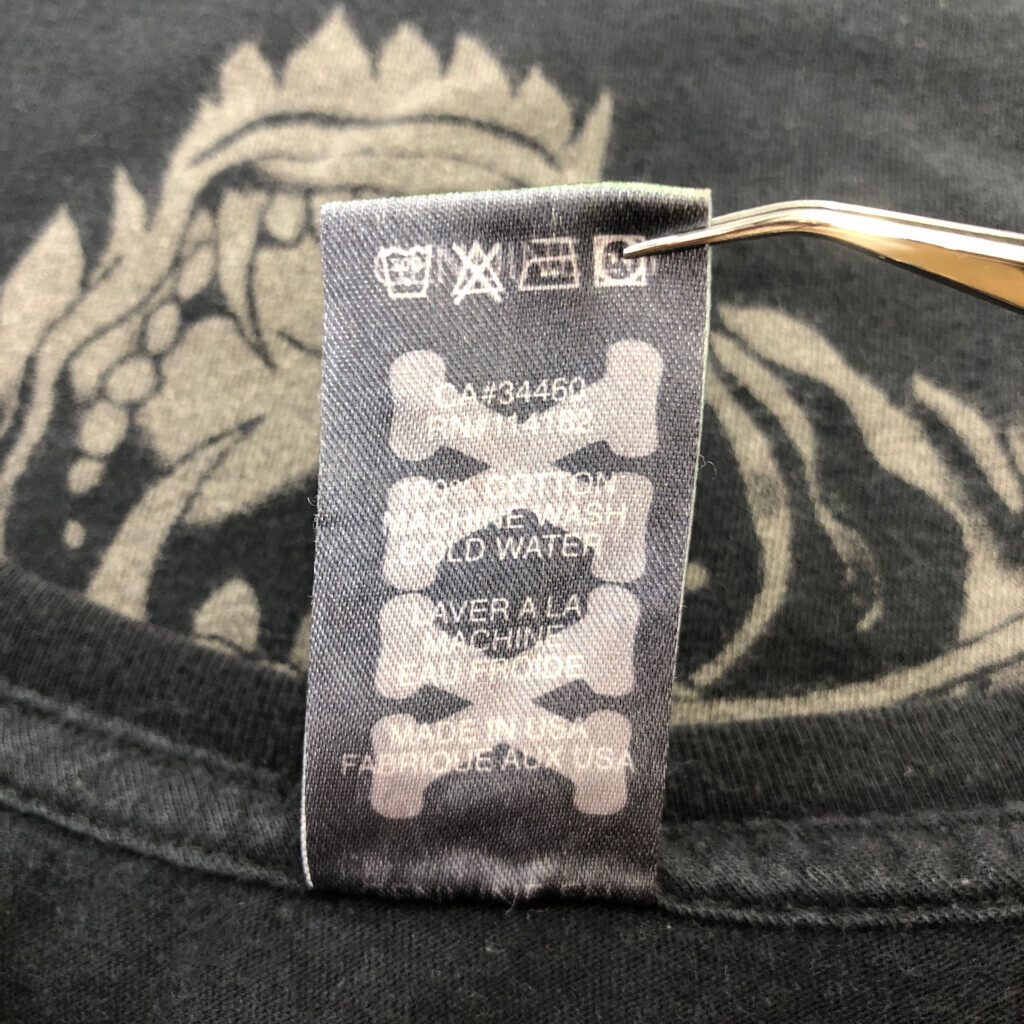 CA#34460
RN#114182
100% COTTON
MACHINE WASH
COLD WATER
LAVER A LA
MACHINE
EAU FROIDE
MADE IN USA
FABRIQUE AUX USA